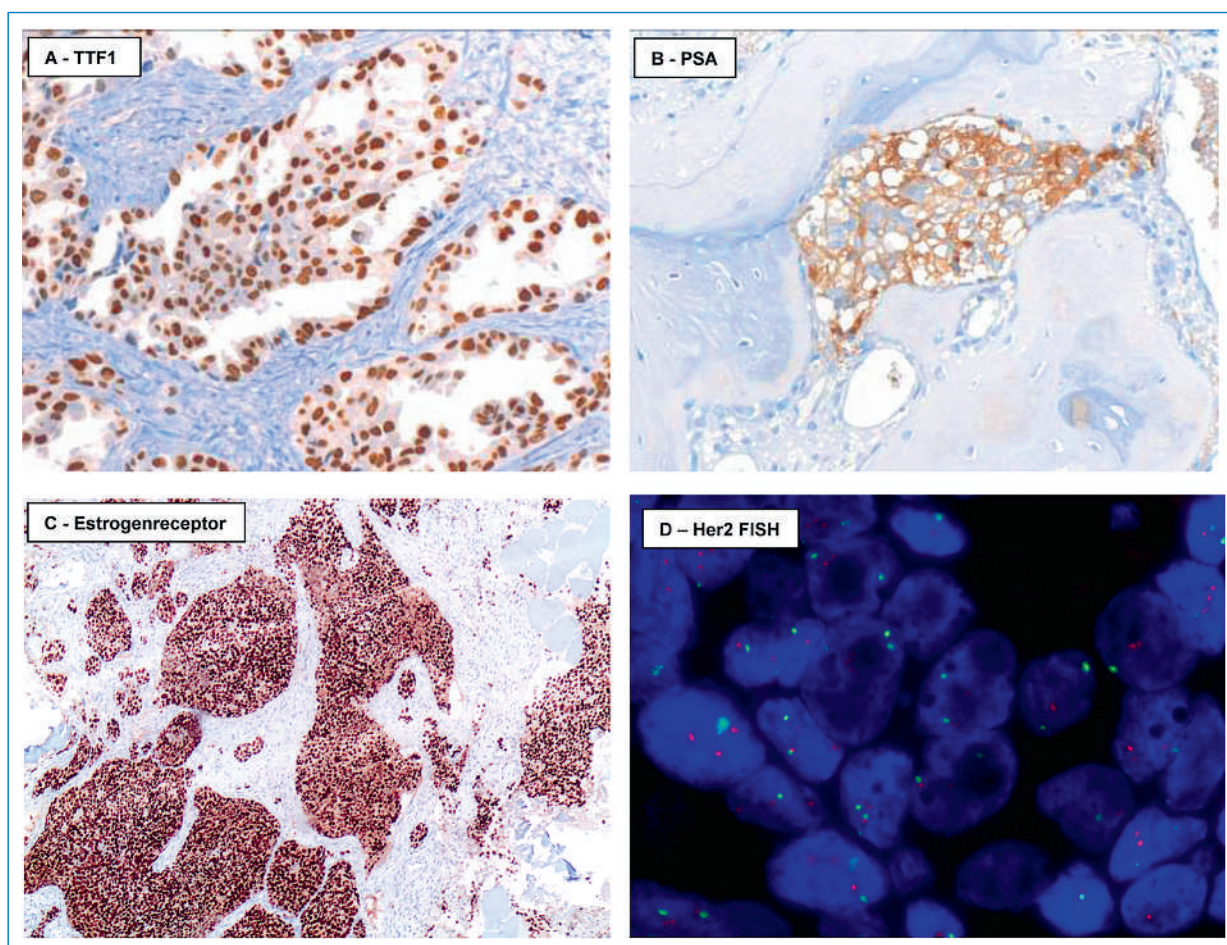 A - TTF1
B - PSA
C - Estrogenreceptor
D – Her2 FISH